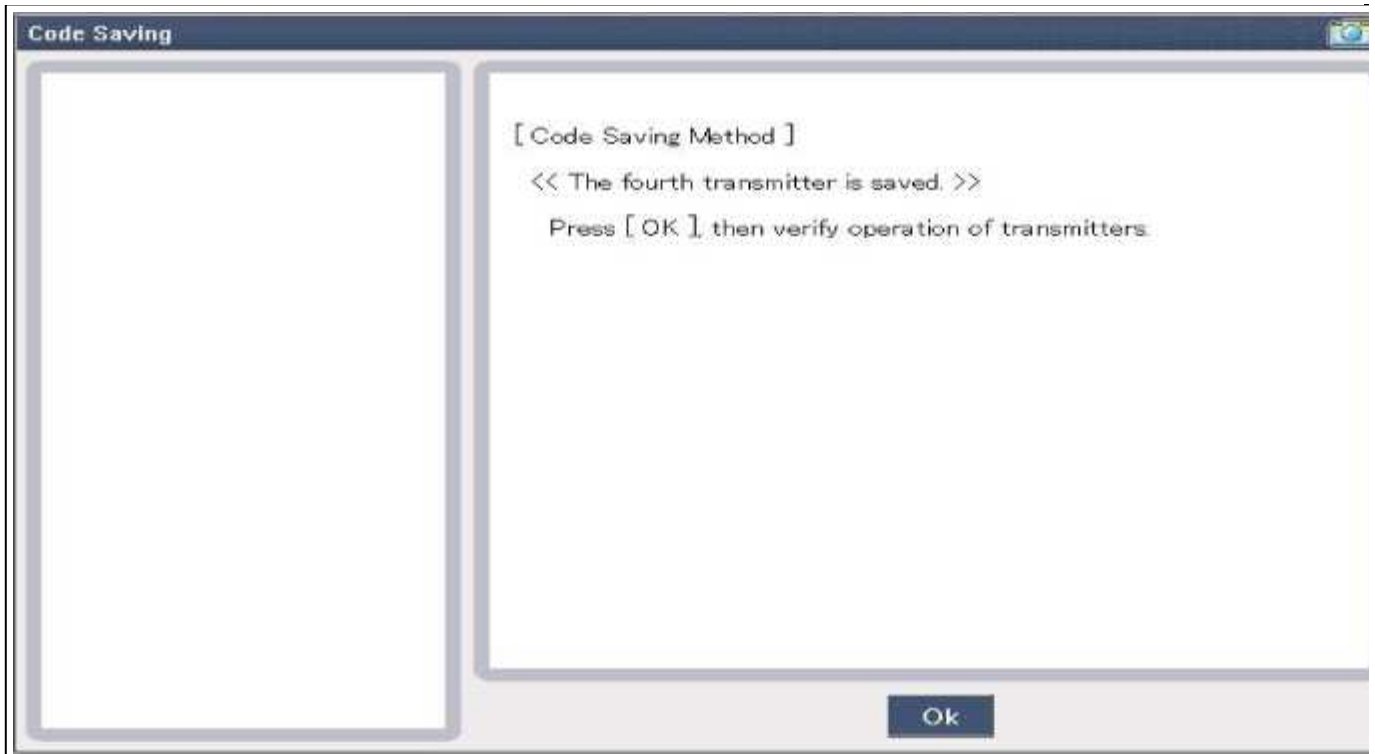 Code Saving
[ Code Saving Method ]
<< The fourth transmitter is saved. >>
Press [ OK ], then verify operation of transmitters.
Ok